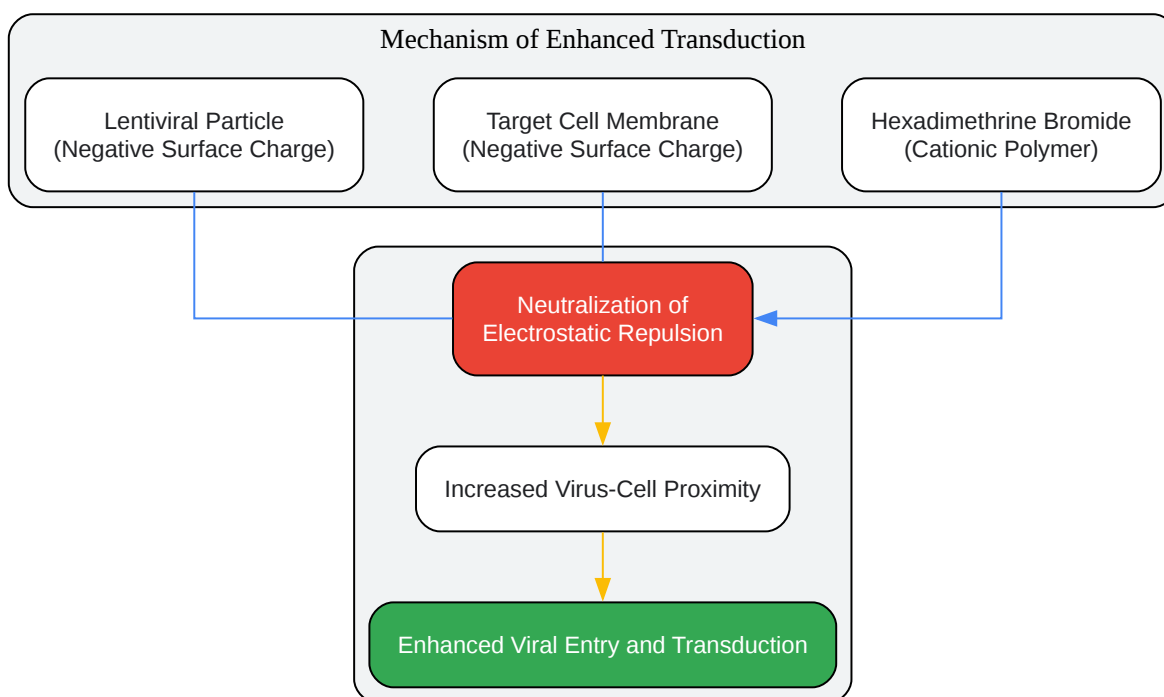 Mechanism of Enhanced Transduction
Lentiviral Particle
(Negative Surface Charge)
Target Cell Membrane
(Negative Surface Charge)
Hexadimethrine Bromide
(Cationic Polymer)
Neutralization of
Electrostatic Repulsion
Increased Virus-Cell Proximity
Enhanced Viral Entry and Transduction